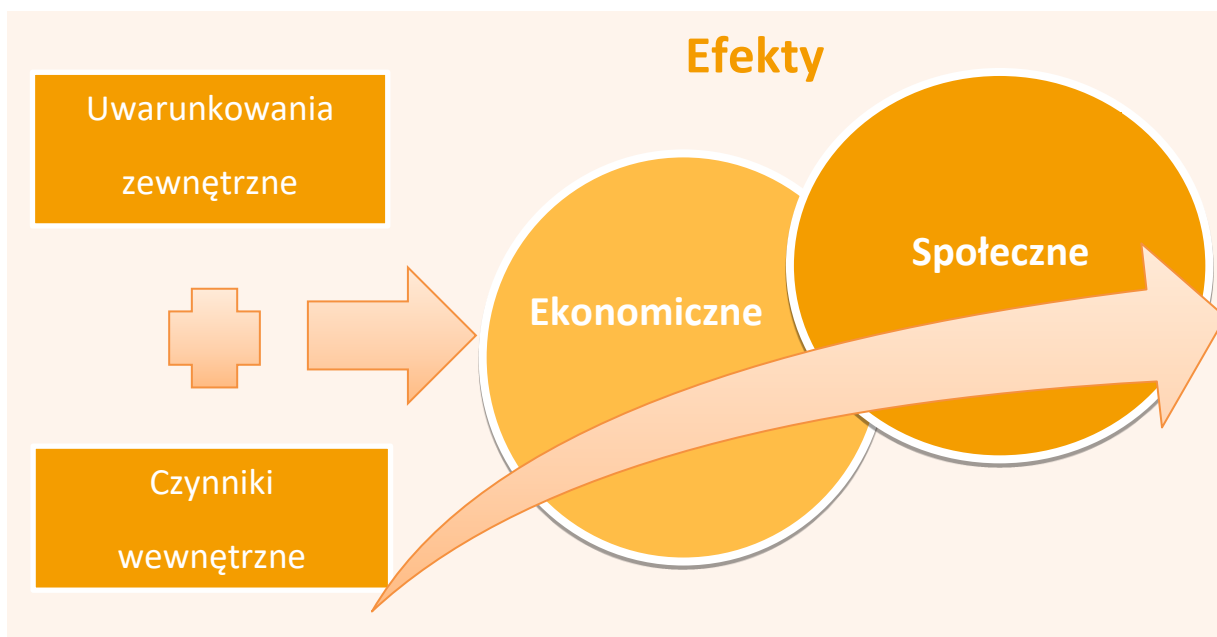 Efekty
Uwarunkowania
zewnętrzne
Społeczne
Ekonomiczne
Czynniki
wewnętrzne